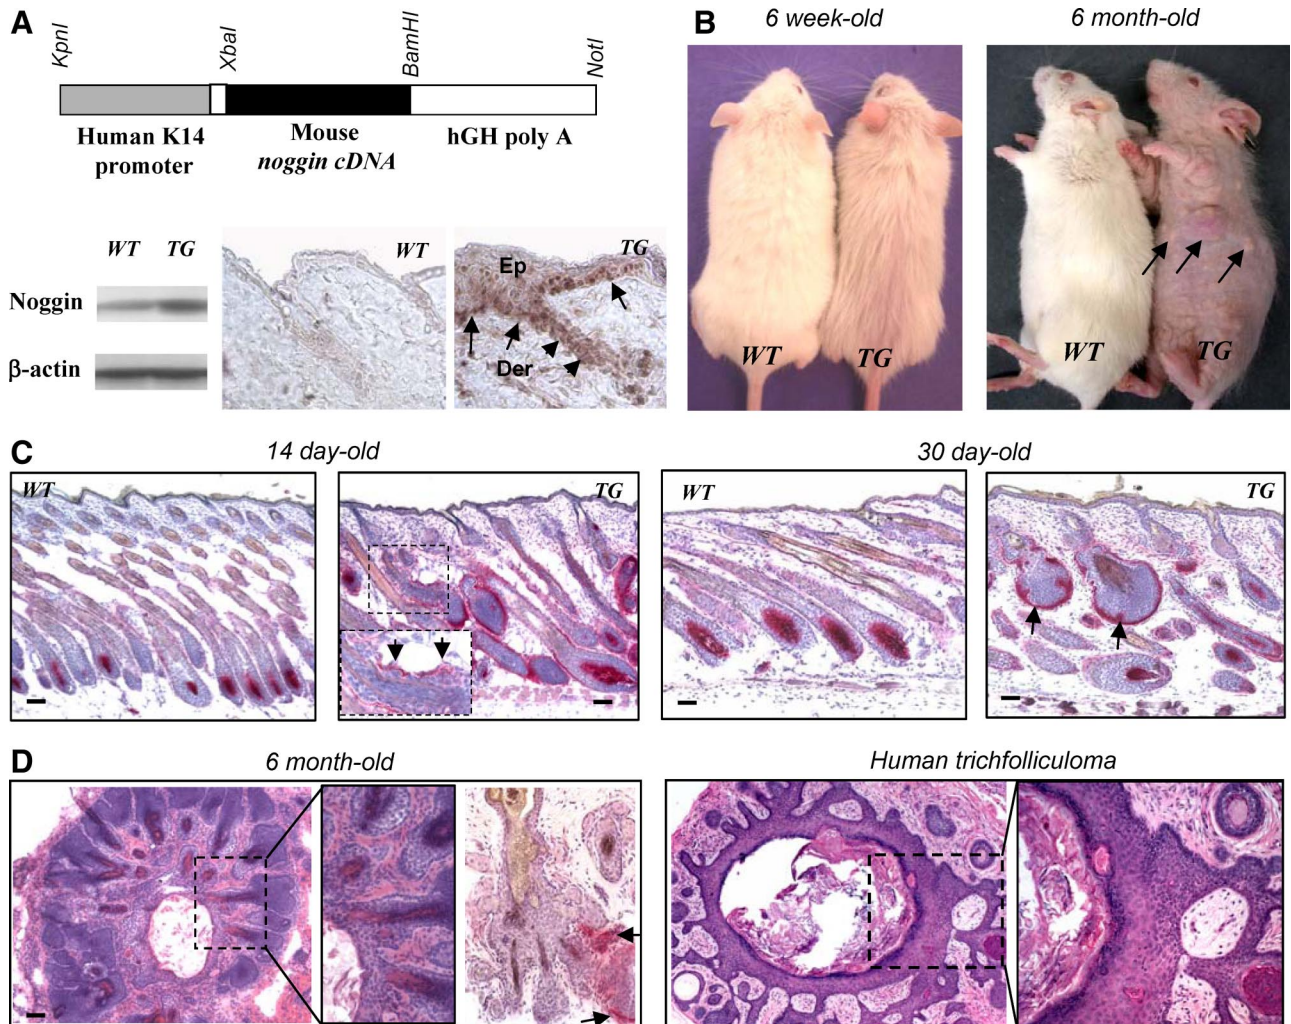 A
KpnI
XbaI
BamHI
NotI
Human K14
promoter
Mouse
noggin cDNA
hGH poly A
WT TG
Noggin
β-actin
WT
Ep
Der
TG
B
6 week-old
6 month-old
WT
TG
WT
TG
C
14 day-old
30 day-old
WT
TG
WT
TG
D
6 month-old
Human trichfolliculoma